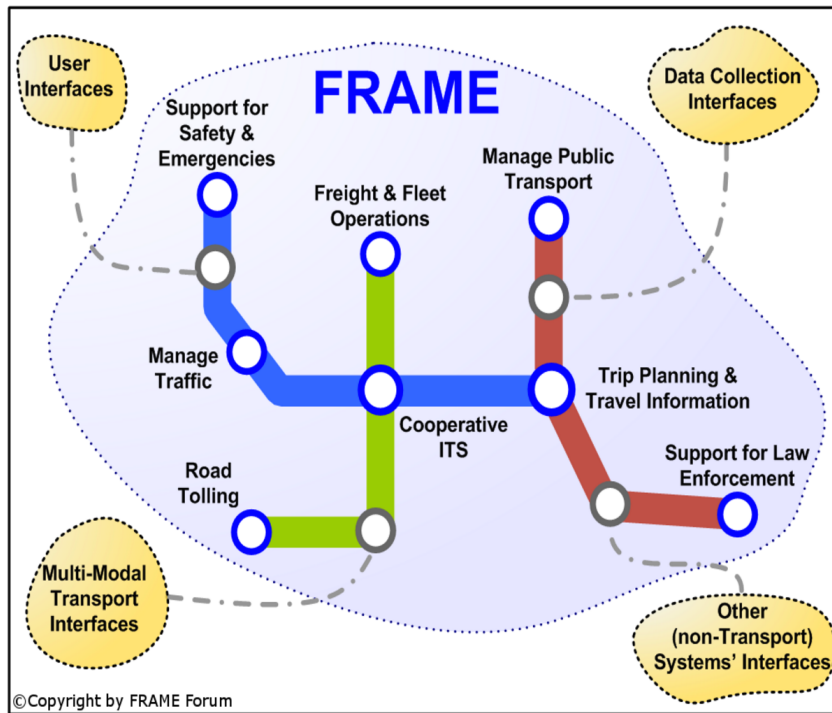 User
Interfaces
FRAME
Data Collection
Interfaces
Support for
Safety &
Emergencies
Freight & Fleet
Operations
Manage Public
Transport
Manage
Traffic
Cooperative
ITS
Trip Planning &
Travel Information
Road
Tolling
Support for Law
Enforcement
Multi-Modal
Transport
Interfaces
Other
(non-Transport)
Systems' Interfaces
©Copyright by FRAME Forum